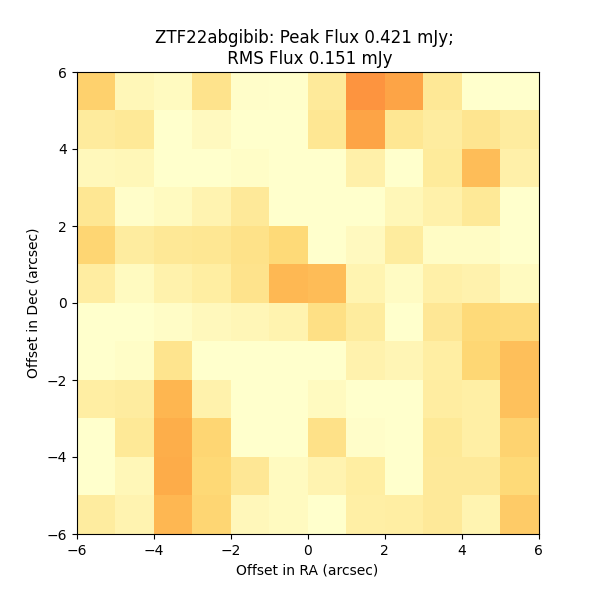 ZTF22abgibib: Peak Flux 0.421 mJy;
RMS Flux 0.151 mJy
6
4
2
0
−2
−4
−6
Offset in Dec (arcsec)
−6 −4 −2 0 2 4 6
Offset in RA (arcsec)